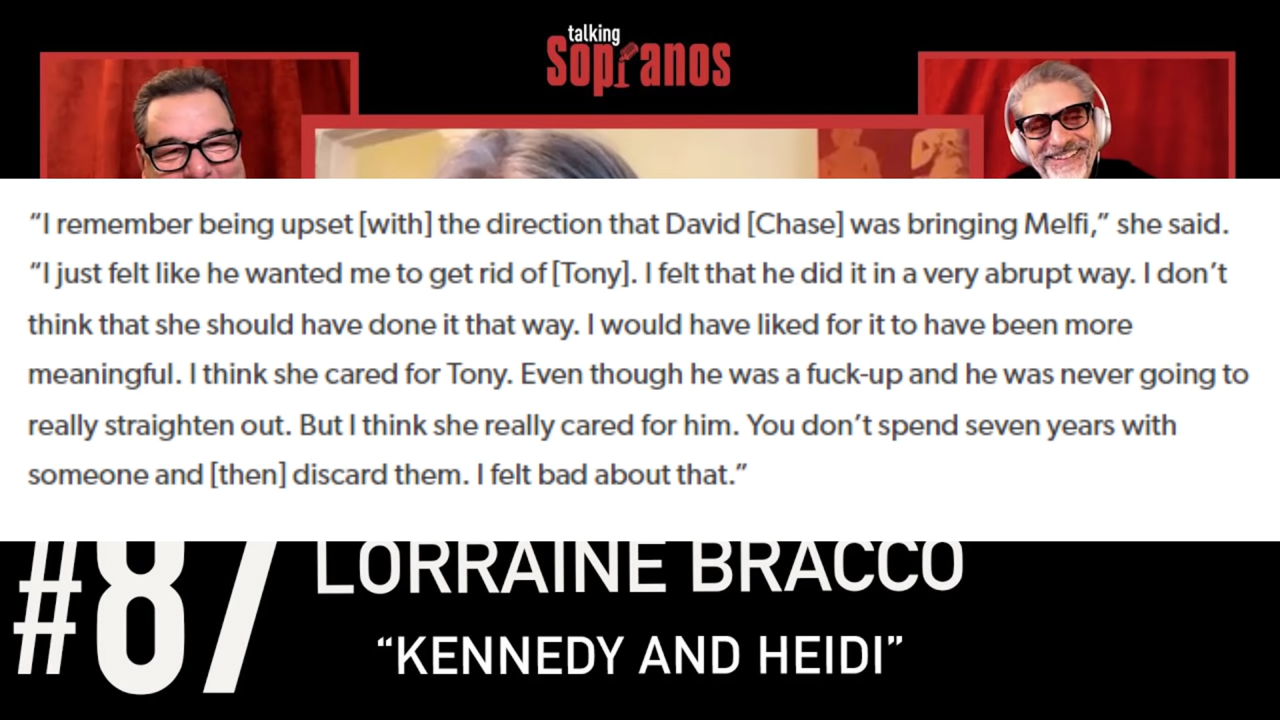 talking
Sopranos
“I remember being upset [with] the direction that David [Chase] was bringing Melfi,” she said.
“I just felt like he wanted me to get rid of [Tony]. I felt that he did it in a very abrupt way. I don’t
think that she should have done it that way. I would have liked for it to have been more
meaningful. I think she cared for Tony. Even though he was a fuck-up and he was never going to
really straighten out. But I think she really cared for him. You don’t spend seven years with
someone and [then] discard them. I felt bad about that.”
#87
LORRAINE BRACCO
“KENNEDY AND HEIDI”